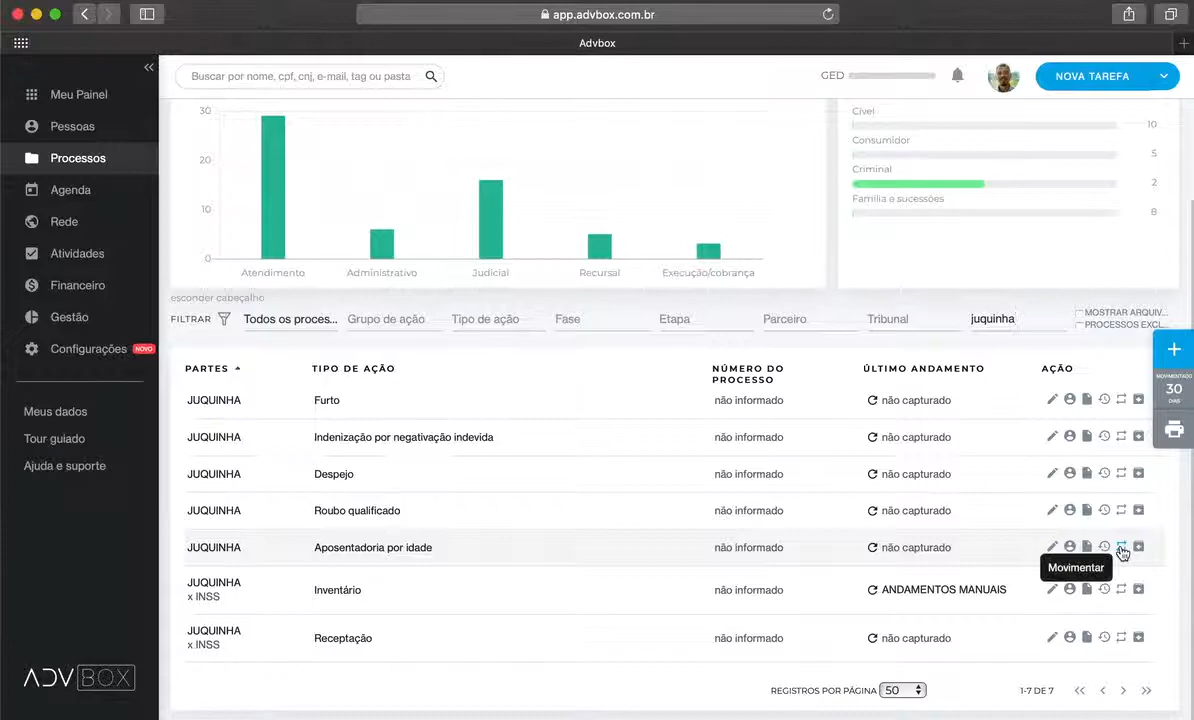 app.advbox.com.br
Advbox
Meu Painel
Pessoas
Processos
Agenda
Rede
Atividades
Financeiro
Gestão
Configurações NOVO
Meus dados
Tour guiado
Ajuda e suporte
ADVBOX
Buscar por nome, cpf, cnj, e-mail, tag ou pasta
GED
NOVA TAREFA
30
20
10
0
Atendimento Administrativo Judicial Recursal Execução/cobrança
Cível 10
Consumidor 5
Criminal 2
Família e sucessões 8
esconder cabeçalho
FILTRAR Todos os proces... Grupo de ação Tipo de ação Fase Etapa Parceiro Tribunal juquinha
MOSTRAR ARQUIV...
PROCESSOS EXCL...
MOVIMENTADO
30
DIAS
PARTES TIPO DE AÇÃO NÚMERO DO PROCESSO ÚLTIMO ANDAMENTO AÇÃO
JUQUINHA Furto não informado não capturado
JUQUINHA Indenização por negativação indevida não informado não capturado
JUQUINHA Despejo não informado não capturado
JUQUINHA Roubo qualificado não informado não capturado
JUQUINHA Aposentadoria por idade não informado não capturado
Movimentar
JUQUINHA
x INSS Inventário não informado ANDAMENTOS MANUAIS
JUQUINHA
x INSS Receptação não informado não capturado
REGISTROS POR PÁGINA 50 1-7 DE 7